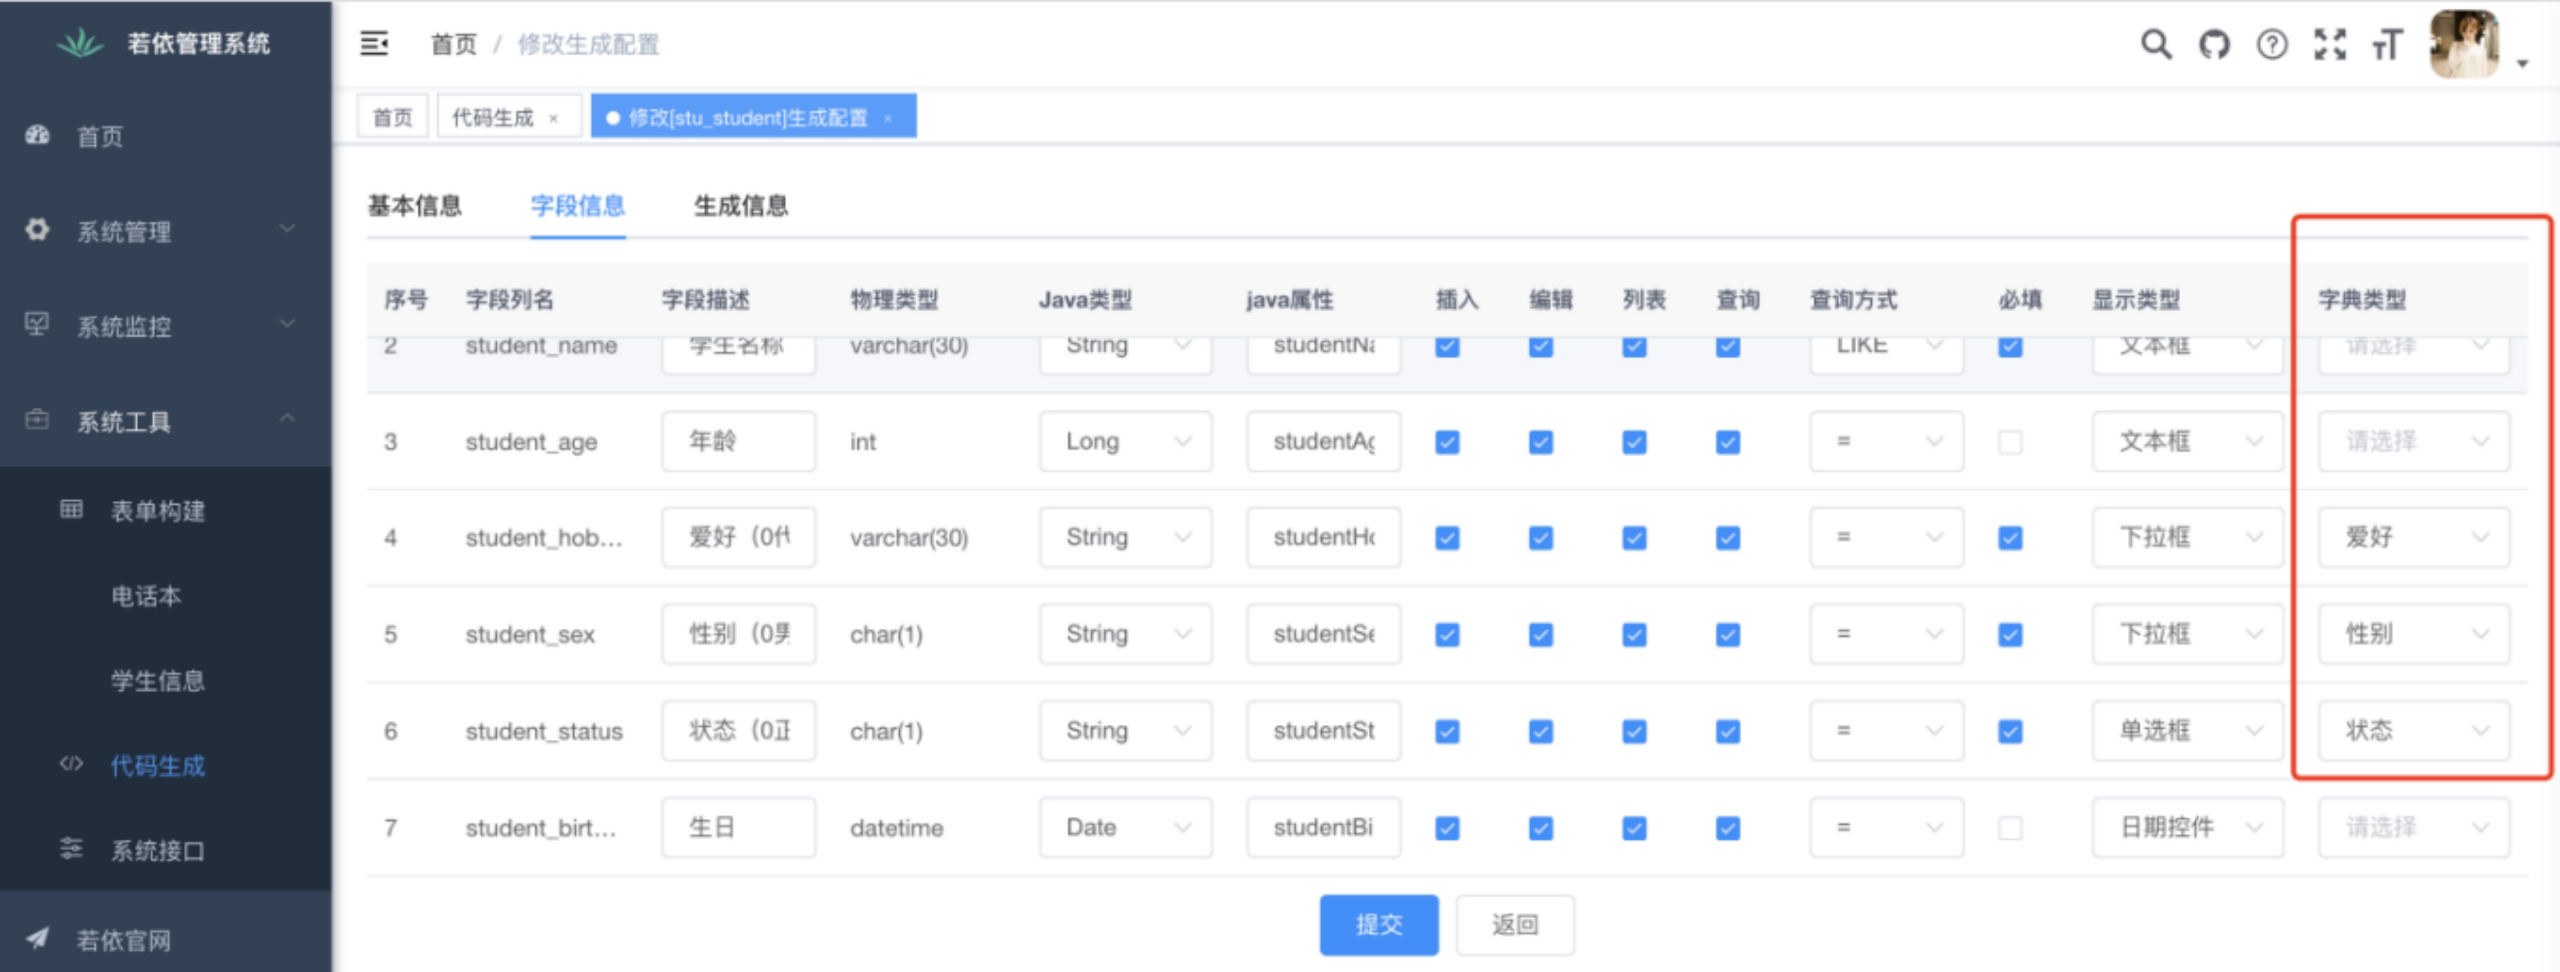 若依管理系统
首页 / 修改生成配置
首页 代码生成 × 修改[stu_student]生成配置 ×
首页
系统管理
系统监控
系统工具
表单构建
电话本
学生信息
代码生成
系统接口
若依官网
基本信息 字段信息 生成信息
序号 字段列名 字段描述 物理类型 Java类型 java属性 插入 编辑 列表 查询 查询方式 必填 显示类型 字典类型
2 student_name 学生名称 varchar(30) String studentNa LIKE 文本框 请选择
3 student_age 年龄 int Long studentAg = 文本框 请选择
4 student_hob... 爱好（0代 varchar(30) String studentHo = 下拉框 爱好
5 student_sex 性别（0男 char(1) String studentSe = 下拉框 性别
6 student_status 状态（0正 char(1) String studentSt = 单选框 状态
7 student_birt... 生日 datetime Date studentBi = 日期控件 请选择
提交 返回